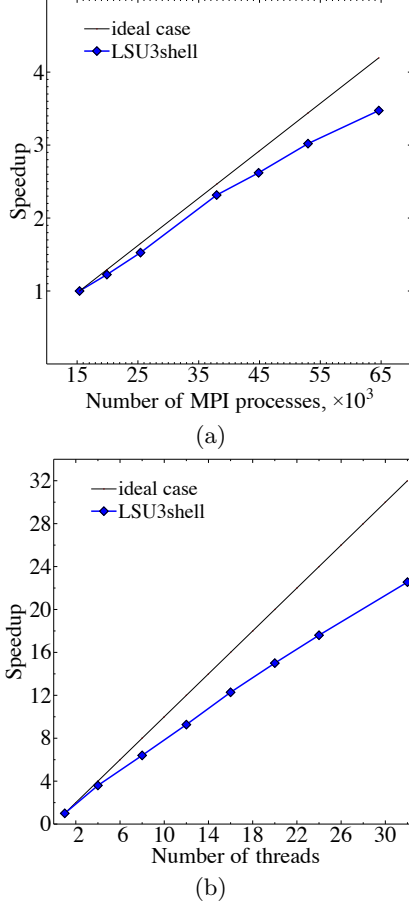 ideal case
LSU3shell
4
3
2
1
Speedup
15 25 35 45 55 65
Number of MPI processes, ×10³
(a)
ideal case
LSU3shell
32
28
24
20
16
12
8
4
0
Speedup
2 6 10 14 18 22 26 30
Number of threads
(b)